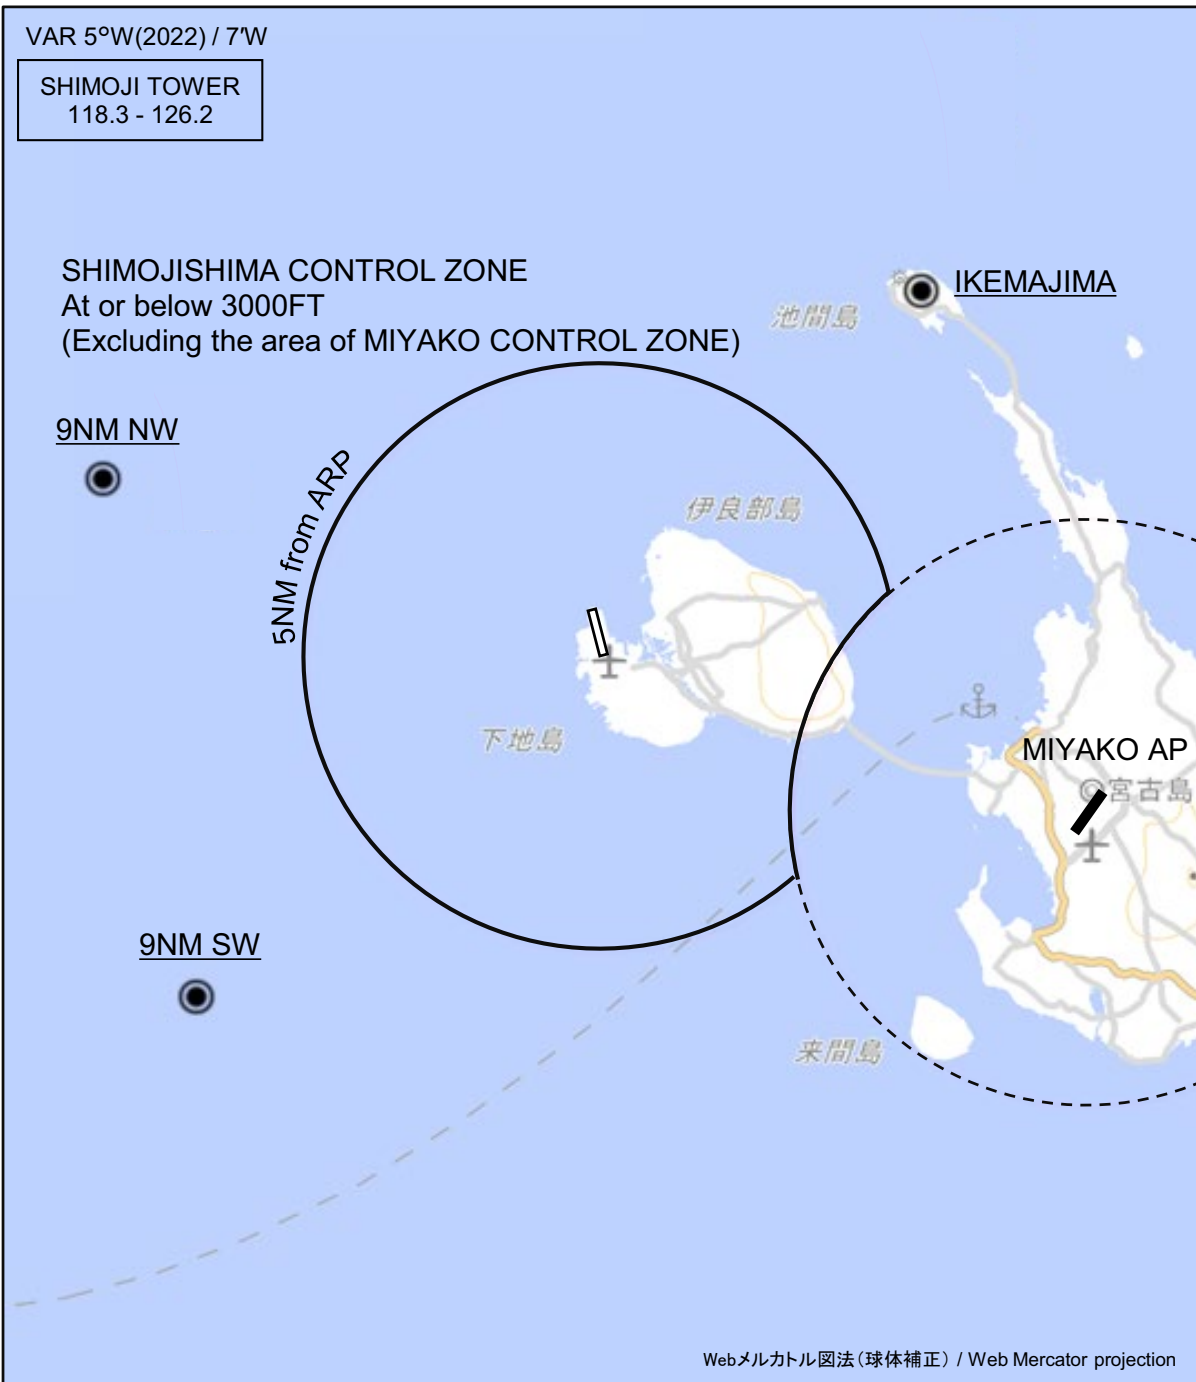 VAR 5°W(2022) / 7'W
SHIMOJI TOWER
118.3 - 126.2
SHIMOJISHIMA CONTROL ZONE
At or below 3000FT
(Excluding the area of MIYAKO CONTROL ZONE)
IKEMAJIMA
池間島
9NM NW
5NM from ARP
伊良部島
下地島
MIYAKO AP
宮古島
9NM SW
来間島
Webメルカトル図法（球体補正） / Web Mercator projection